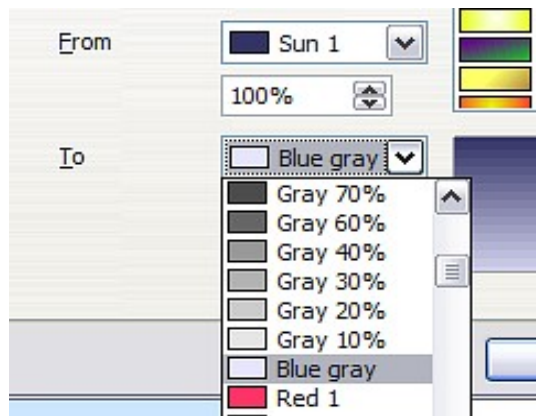 From
Sun 1
100%
To
Blue gray
Gray 70%
Gray 60%
Gray 40%
Gray 30%
Gray 20%
Gray 10%
Blue gray
Red 1